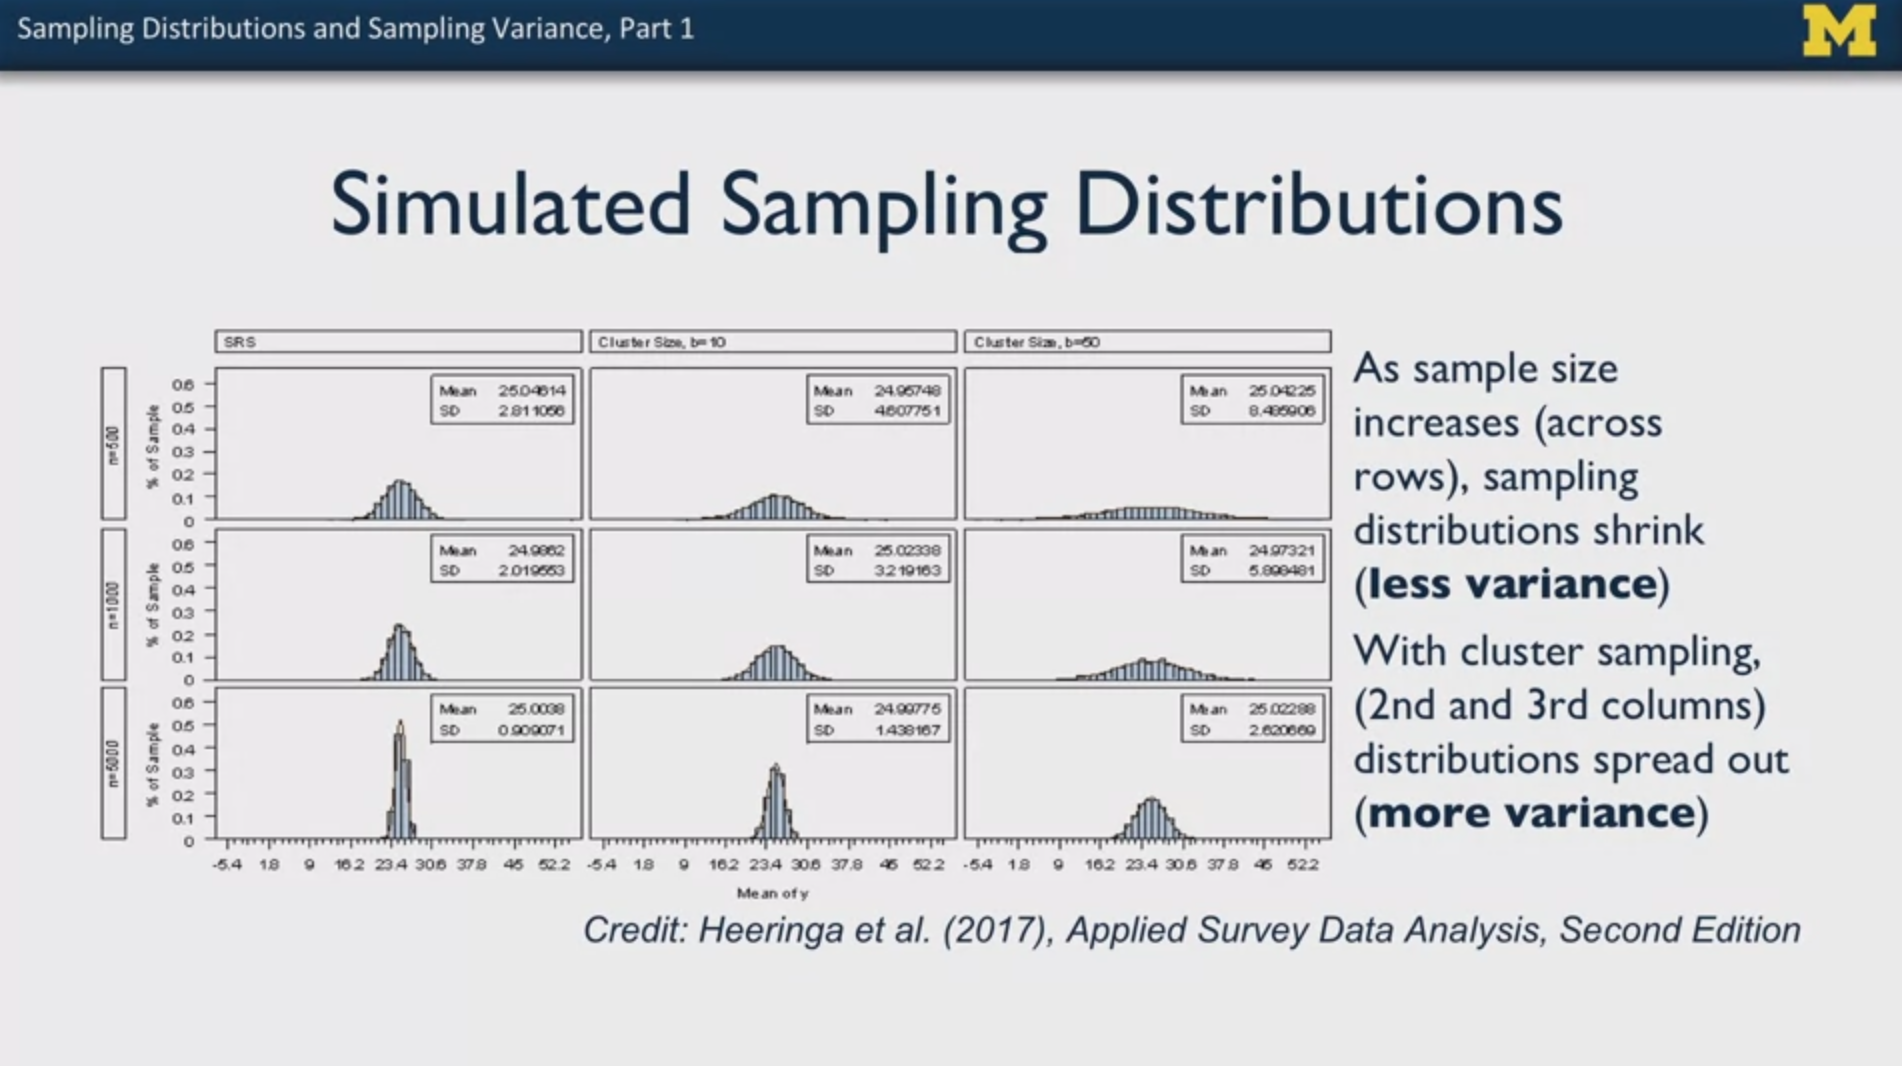 Sampling Distributions and Sampling Variance, Part 1
M
Simulated Sampling Distributions
SRS
Cluster Size, b=10
Cluster Size, b=50
n=500
% of Sample
0.6
0.5
0.4
0.3
0.2
0.1
0
Mean 25.04614
SD 2.811056
Mean 24.95748
SD 4.607751
Mean 25.04225
SD 8.485906
n=1000
% of Sample
0.6
0.5
0.4
0.3
0.2
0.1
0
Mean 24.9862
SD 2.019553
Mean 25.02338
SD 3.219163
Mean 24.97321
SD 5.898481
n=5000
% of Sample
0.6
0.5
0.4
0.3
0.2
0.1
0
Mean 25.0038
SD 0.909071
Mean 24.99775
SD 1.438167
Mean 25.02288
SD 2.620669
-5.4 1.8 9 16.2 23.4 30.6 37.8 45 52.2
-5.4 1.8 9 16.2 23.4 30.6 37.8 45 52.2
-5.4 1.8 9 16.2 23.4 30.6 37.8 45 52.2
Mean of y
As sample size
increases (across
rows), sampling
distributions shrink
(less variance)
With cluster sampling,
(2nd and 3rd columns)
distributions spread out
(more variance)
Credit: Heeringa et al. (2017), Applied Survey Data Analysis, Second Edition